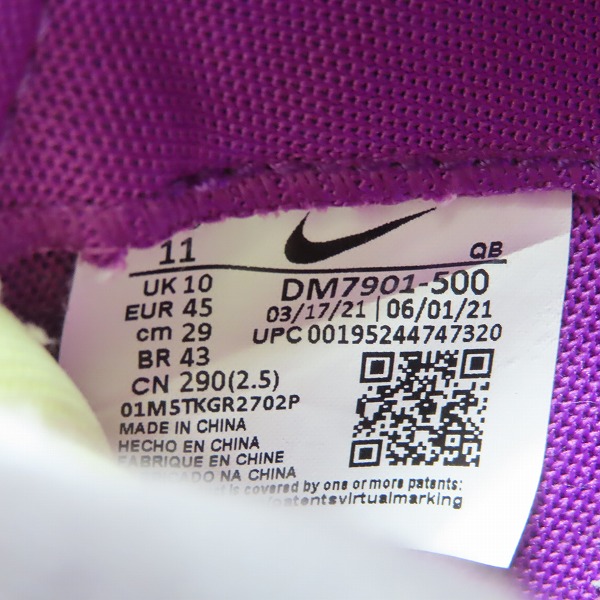 11
QB
UK 10
EUR 45
cm 29
BR 43
CN 290(2.5)
DM7901-500
03/17/21 | 06/01/21
UPC 00195244747320
01M5TKGR2702P
MADE IN CHINA
HECHO EN CHINA
FABRIQUE EN CHINE
NA CHINA
is covered by one or more patents: